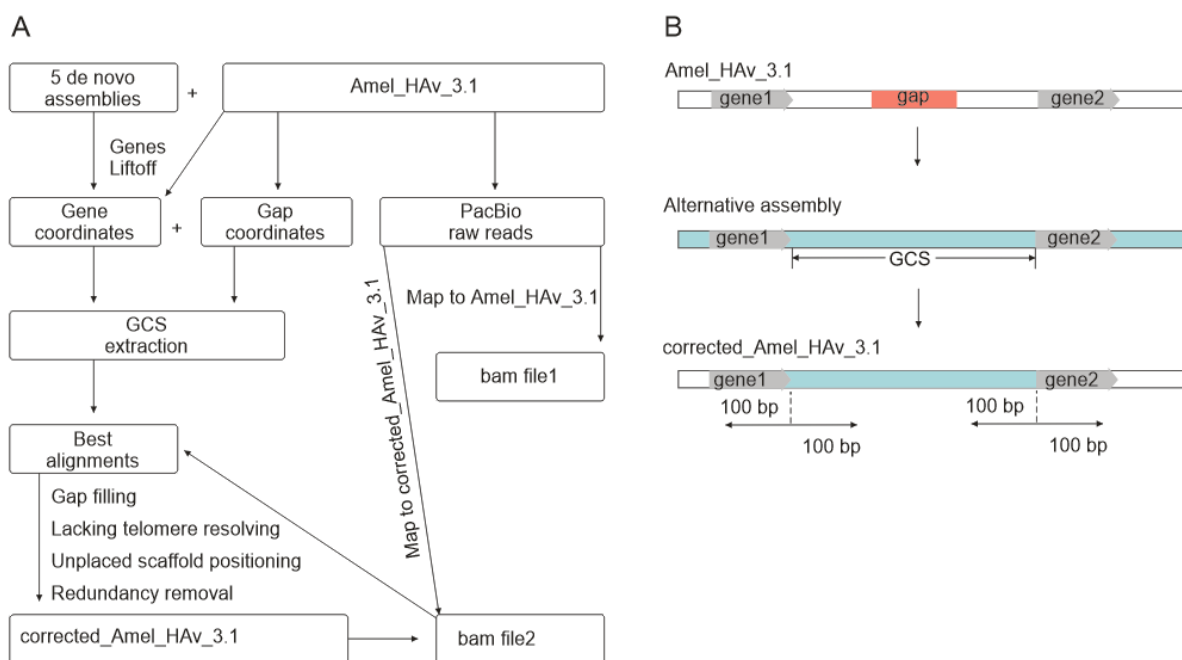 A
5 de novo
assemblies
+
Amel_HAv_3.1
Genes
Liftoff
Gene
coordinates
+
Gap
coordinates
PacBio
raw reads
Map to Amel_HAv_3.1
Map to corrected_Amel_HAv_3.1
GCS
extraction
bam file1
Best
alignments
Gap filling
Lacking telomere resolving
Unplaced scaffold positioning
Redundancy removal
corrected_Amel_HAv_3.1
bam file2
B
Amel_HAv_3.1
gene1 gap gene2
Alternative assembly
gene1 gene2
GCS
corrected_Amel_HAv_3.1
gene1 gene2
100 bp 100 bp
100 bp 100 bp